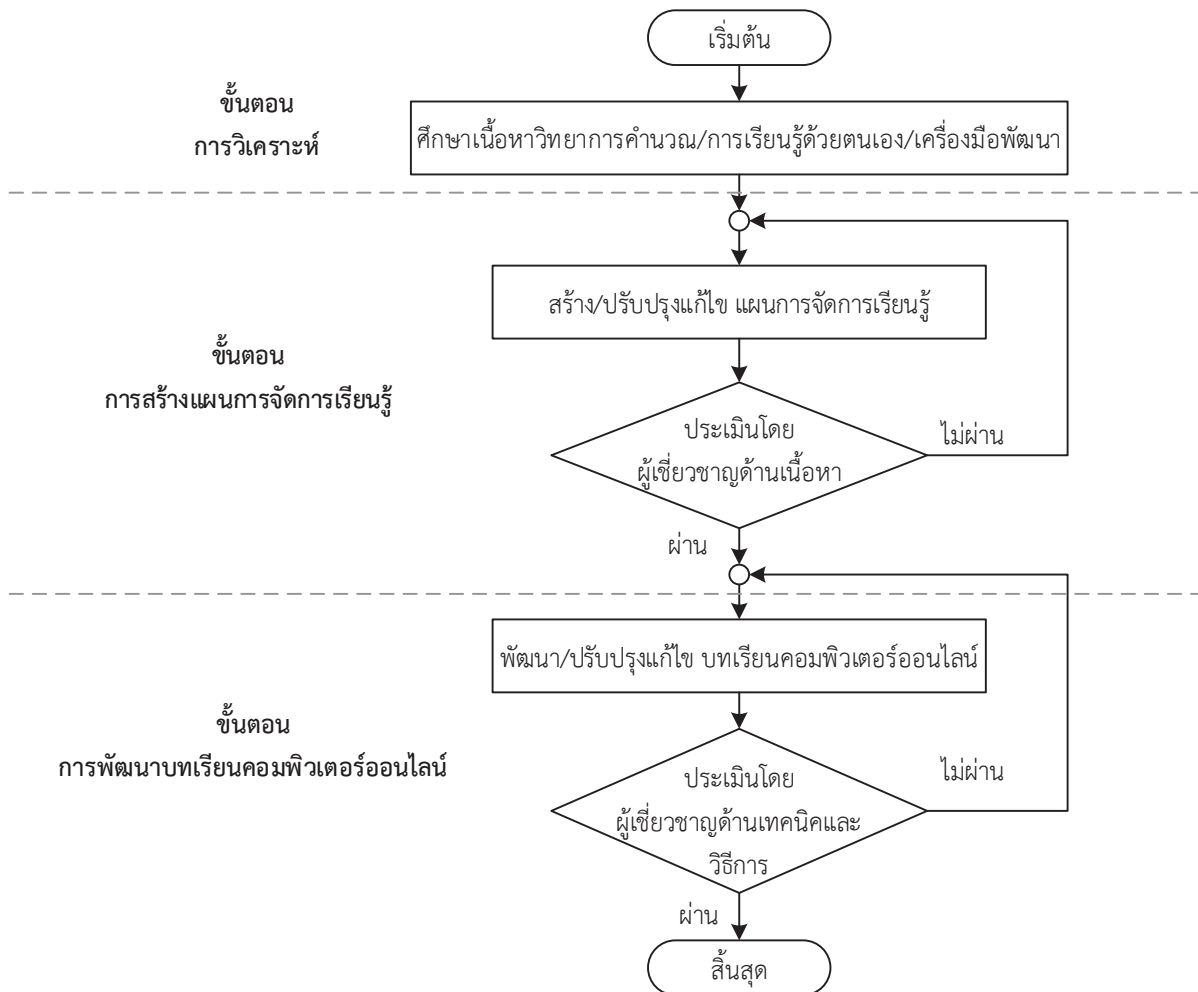 เริ่มต้น
ขั้นตอน
การวิเคราะห์
ศึกษาเนื้อหาวิทยาการคำนวณ/การเรียนรู้ด้วยตนเอง/เครื่องมือพัฒนา
สร้าง/ปรับปรุงแก้ไข แผนการจัดการเรียนรู้
ขั้นตอน
การสร้างแผนการจัดการเรียนรู้
ประเมินโดย
ผู้เชี่ยวชาญด้านเนื้อหา
ไม่ผ่าน
ผ่าน
พัฒนา/ปรับปรุงแก้ไข บทเรียนคอมพิวเตอร์ออนไลน์
ขั้นตอน
การพัฒนาบทเรียนคอมพิวเตอร์ออนไลน์
ประเมินโดย
ผู้เชี่ยวชาญด้านเทคนิคและ
วิธีการ
ไม่ผ่าน
ผ่าน
สิ้นสุด